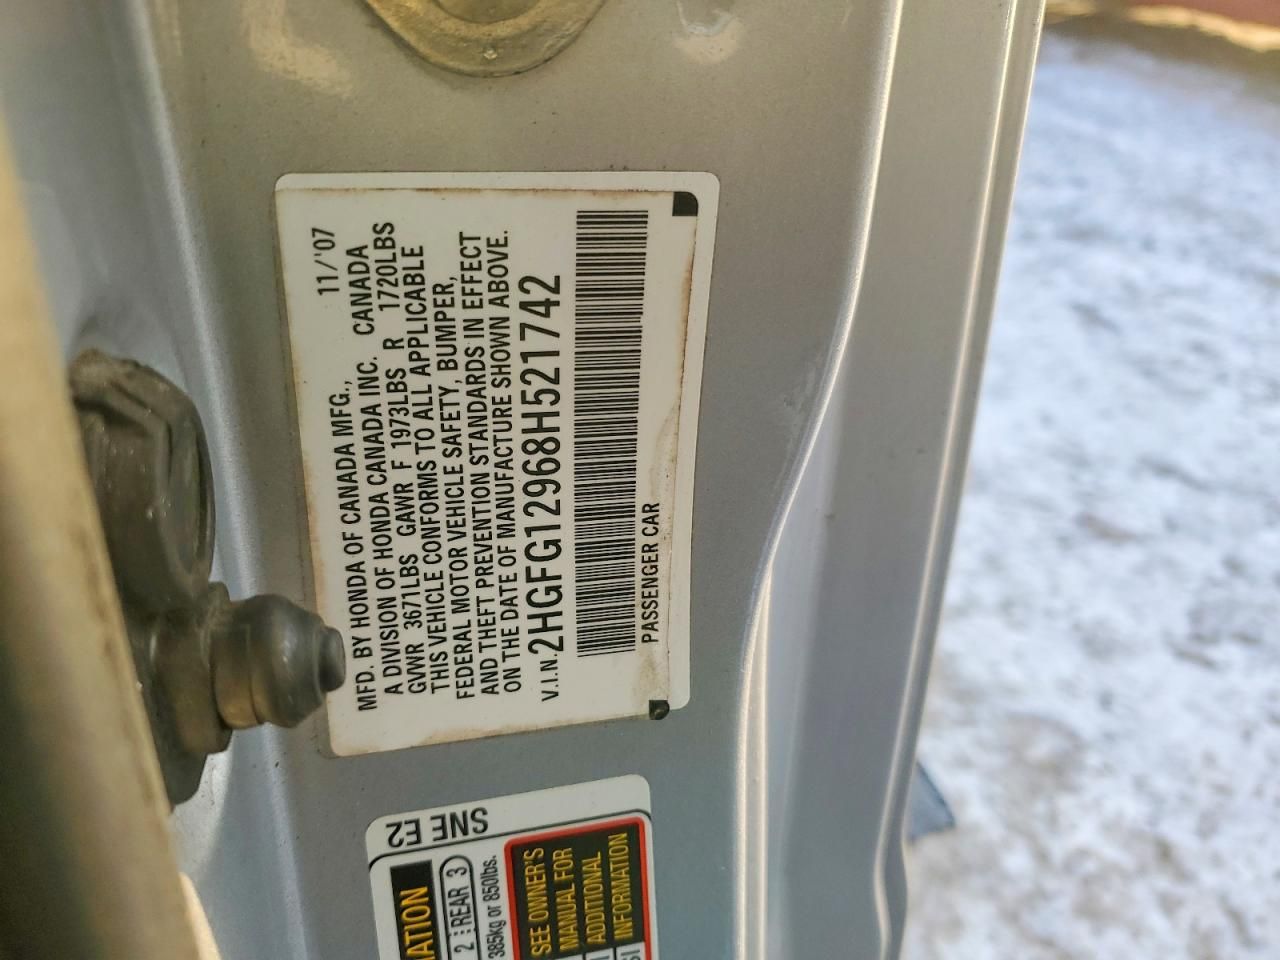 11/'07
MFD. BY HONDA OF CANADA MFG.,
A DIVISION OF HONDA CANADA INC. CANADA
GVWR 3671LBS GAWR F 1973LBS R 1720LBS
THIS VEHICLE CONFORMS TO ALL APPLICABLE
FEDERAL MOTOR VEHICLE SAFETY, BUMPER,
AND THEFT PREVENTION STANDARDS IN EFFECT
ON THE DATE OF MANUFACTURE SHOWN ABOVE.
V.I.N. 2HGFG12968H521742
PASSENGER CAR
SNE E2
MATION
2 REAR 3
385kg or 850lbs.
SEE OWNER'S
MANUAL FOR
ADDITIONAL
INFORMATION